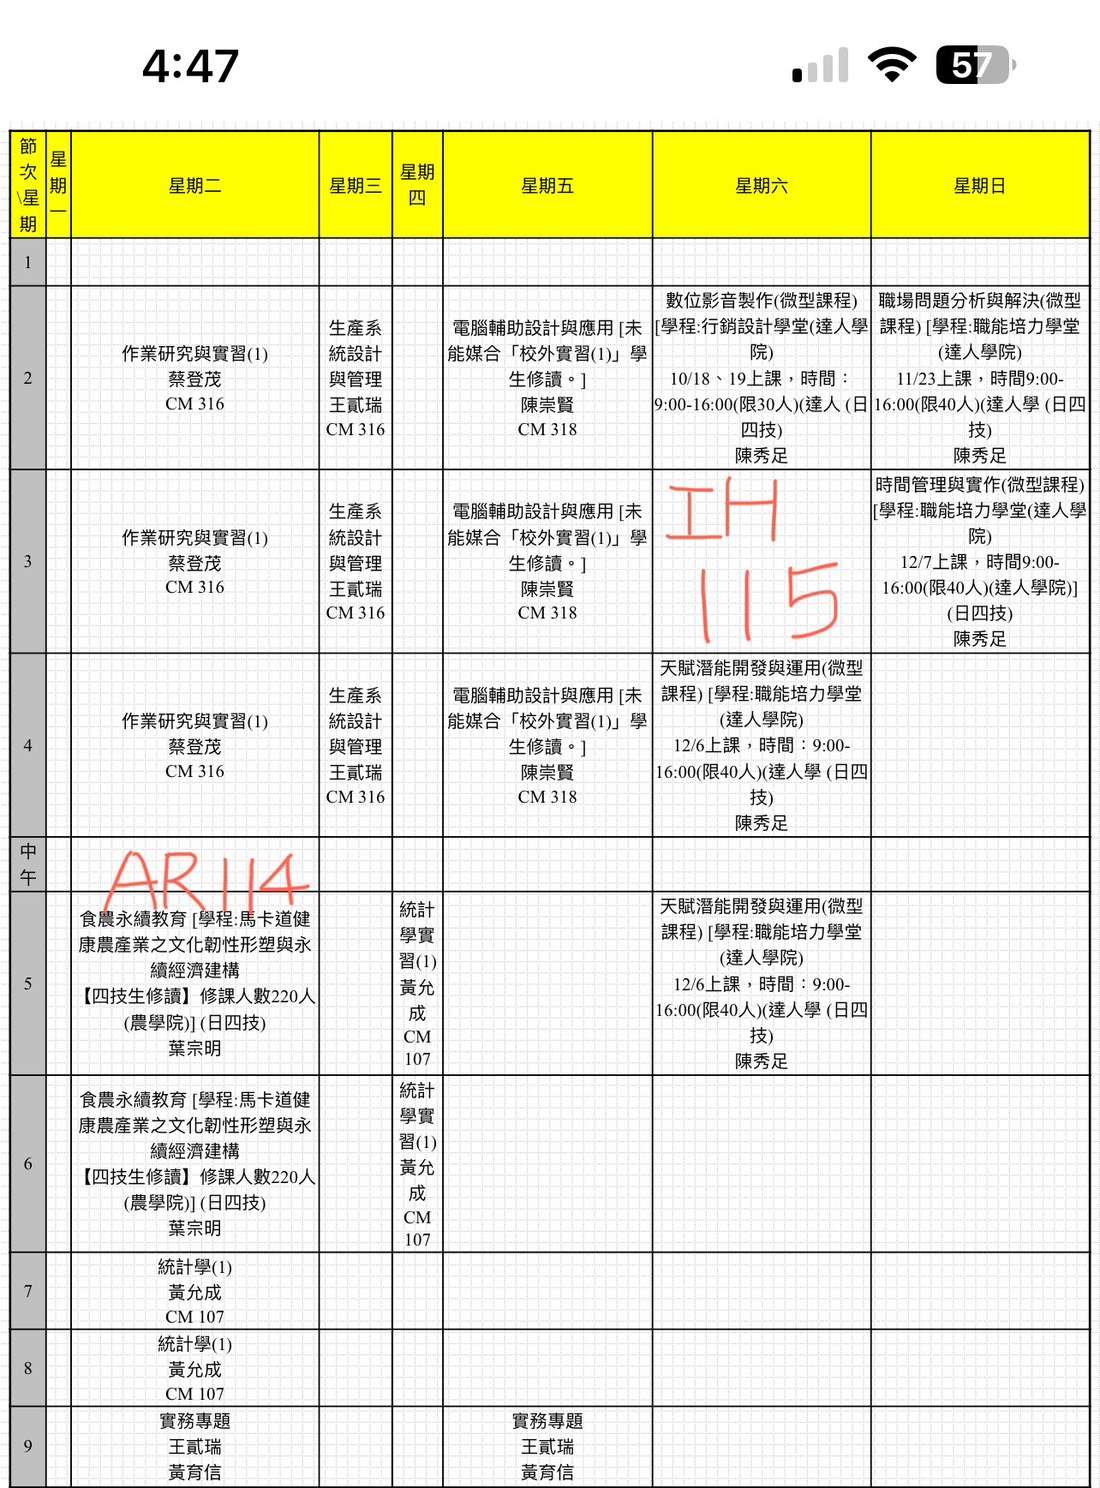 4:47
57
節
次
\星
期
星
期
一
星期二
星期三
星期
四
星期五
星期六
星期日
1
2
作業研究與實習(1)
蔡登茂
CM 316
生產系
統設計
與管理
王貳瑞
CM 316
電腦輔助設計與應用 [未
能媒合「校外實習(1)」學
生修讀。]
陳崇賢
CM 318
數位影音製作(微型課程)
[學程:行銷設計學堂(達人學
院)
10/18、19上課，時間：
9:00-16:00(限30人)(達人 (日
四技)
陳秀足
職場問題分析與解決(微型
課程) [學程:職能培力學堂
(達人學院)
11/23上課，時間9:00-
16:00(限40人)(達人學 (日四
技)
陳秀足
3
作業研究與實習(1)
蔡登茂
CM 316
生產系
統設計
與管理
王貳瑞
CM 316
電腦輔助設計與應用 [未
能媒合「校外實習(1)」學
生修讀。]
陳崇賢
CM 318
IH
115
時間管理與實作(微型課程)
[學程:職能培力學堂(達人學
院)
12/7上課，時間9:00-
16:00(限40人)(達人學院)]
(日四技)
陳秀足
4
作業研究與實習(1)
蔡登茂
CM 316
生產系
統設計
與管理
王貳瑞
CM 316
電腦輔助設計與應用 [未
能媒合「校外實習(1)」學
生修讀。]
陳崇賢
CM 318
天賦潛能開發與運用(微型
課程) [學程:職能培力學堂
(達人學院)
12/6上課，時間：9:00-
16:00(限40人)(達人學 (日四
技)
陳秀足
中
午
AR114
5
食農永續教育 [學程:馬卡道健
康農產業之文化韌性形塑與永
續經濟建構
【四技生修讀】修課人數220人
(農學院)] (日四技)
葉宗明
統計
學實
習(1)
黃允
成
CM
107
天賦潛能開發與運用(微型
課程) [學程:職能培力學堂
(達人學院)
12/6上課，時間：9:00-
16:00(限40人)(達人學 (日四
技)
陳秀足
6
食農永續教育 [學程:馬卡道健
康農產業之文化韌性形塑與永
續經濟建構
【四技生修讀】修課人數220人
(農學院)] (日四技)
葉宗明
統計
學實
習(1)
黃允
成
CM
107
7
統計學(1)
黃允成
CM 107
8
統計學(1)
黃允成
CM 107
9
實務專題
王貳瑞
黃育信
實務專題
王貳瑞
黃育信